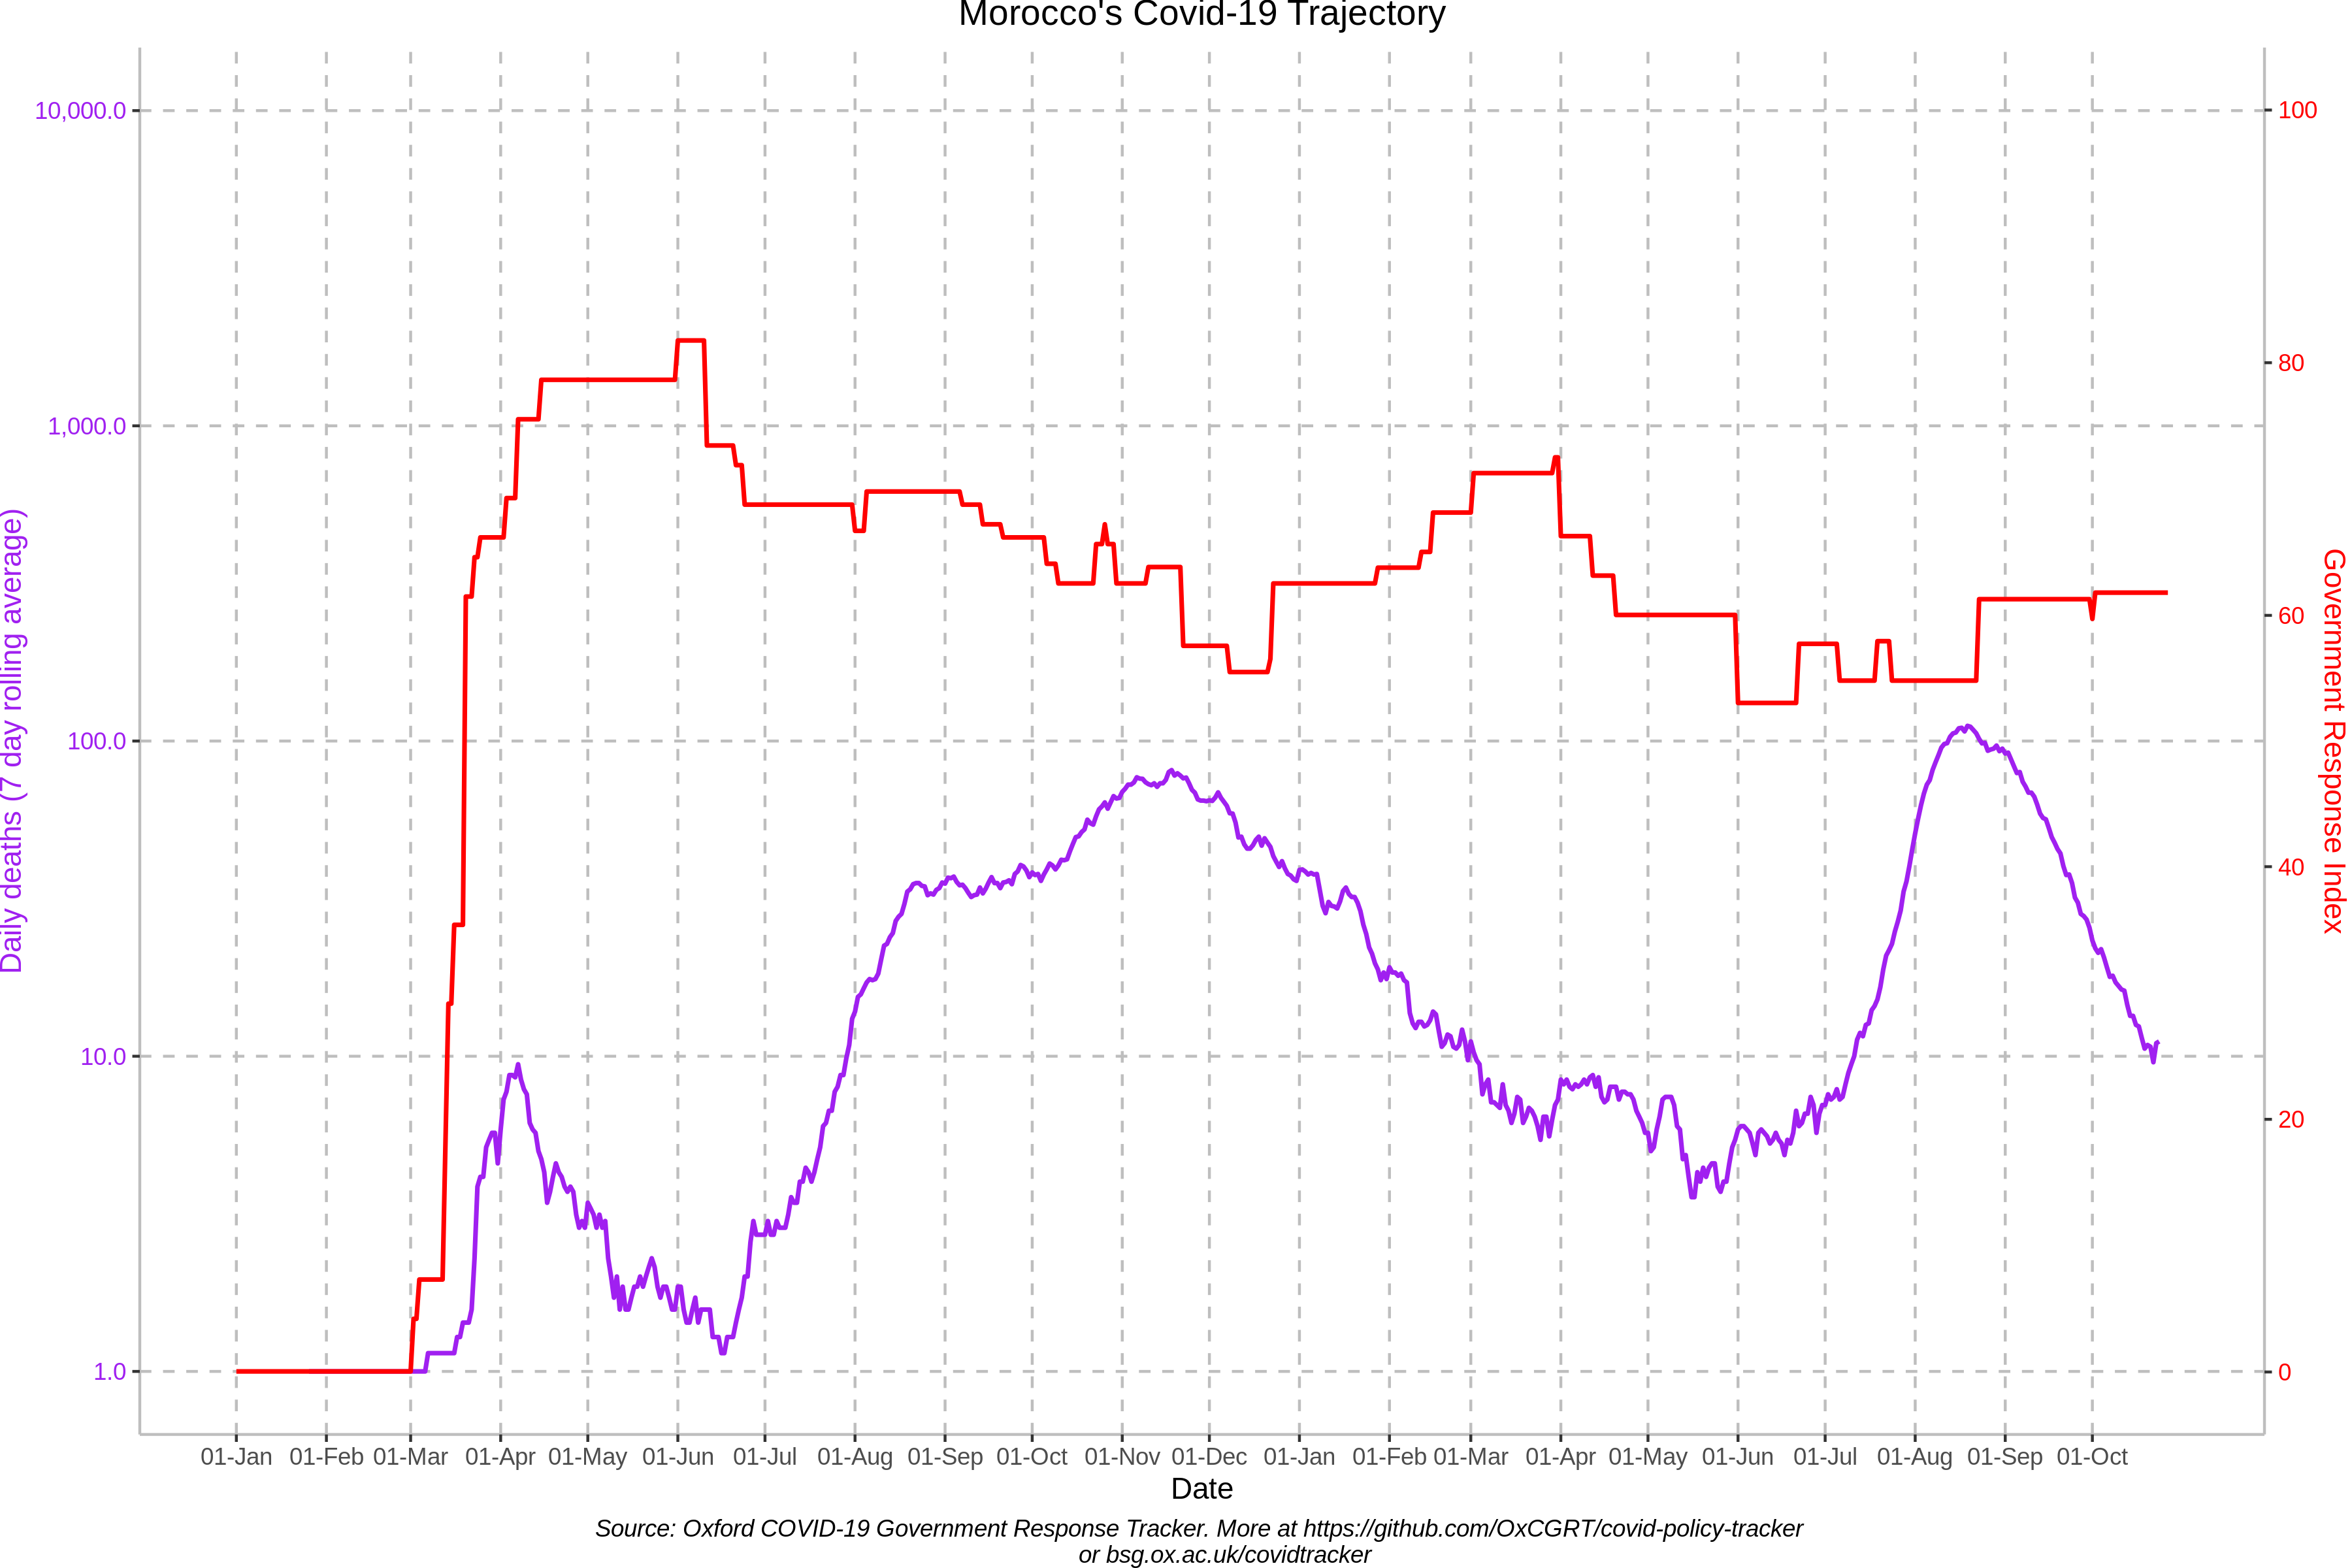 Morocco's Covid-19 Trajectory
10,000.0
1,000.0
100.0
10.0
1.0
Daily deaths (7 day rolling average)
100
80
60
40
20
0
Government Response Index
01-Jan 01-Feb 01-Mar 01-Apr 01-May 01-Jun 01-Jul 01-Aug 01-Sep 01-Oct 01-Nov 01-Dec 01-Jan 01-Feb 01-Mar 01-Apr 01-May 01-Jun 01-Jul 01-Aug 01-Sep 01-Oct
Date
Source: Oxford COVID-19 Government Response Tracker. More at https://github.com/OxCGRT/covid-policy-tracker
or bsg.ox.ac.uk/covidtracker